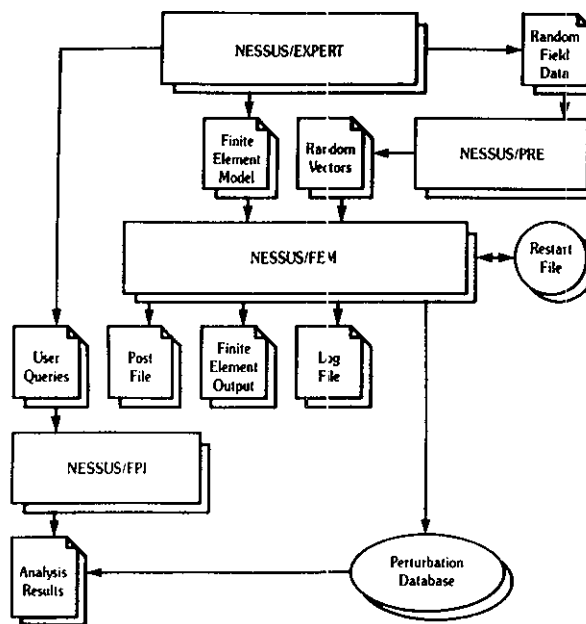 NESSUS/EXPERT
Random
Field
Data
Finite
Element
Model
Random
Vectors
NESSUS/PRE
NESSUS/FEM
Restart
File
User
Queries
Post
File
Finite
Element
Output
Log
File
NESSUS/FPI
Analysis
Results
Perturbation
Database